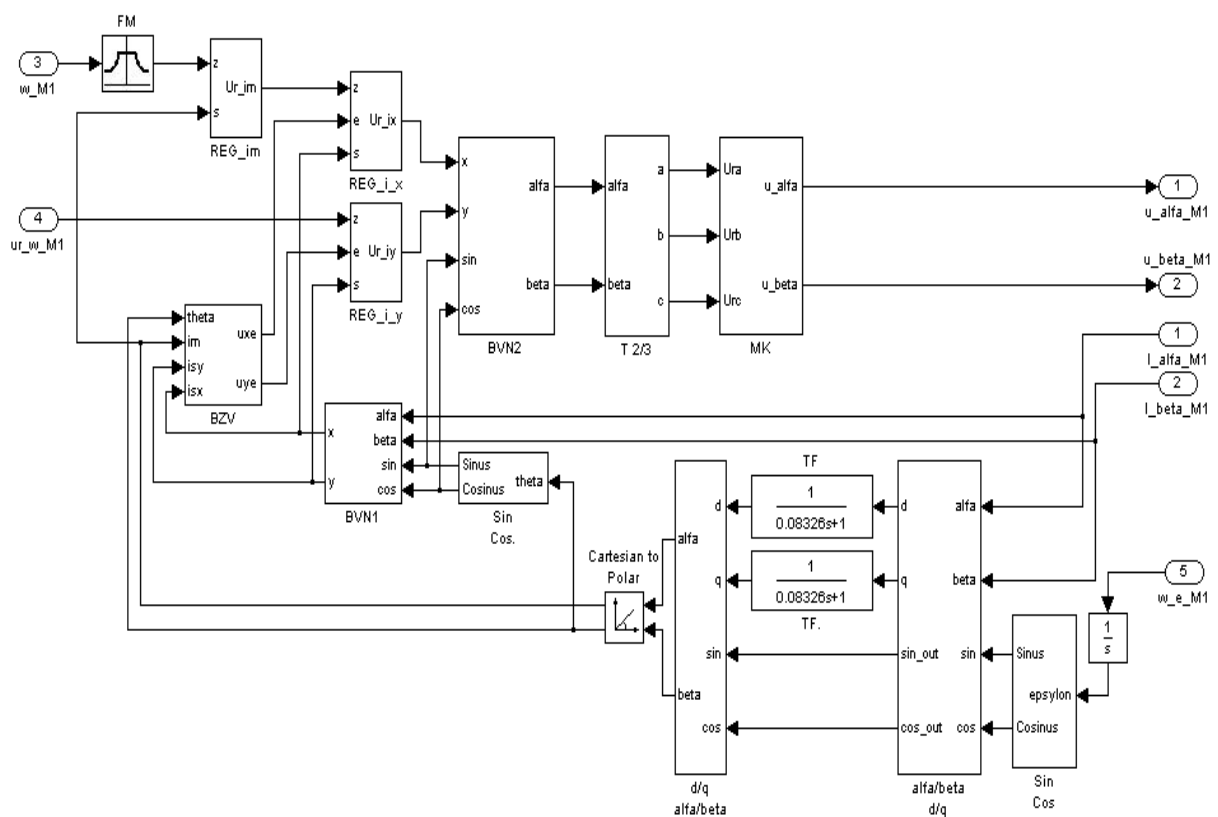 FM
3
w_M1
z
s
Ur_im
REG_im
z
e
s
Ur_ix
REG_i_x
4
ur_w_M1
z
e
s
Ur_iy
REG_i_y
x
y
sin
cos
alfa
beta
BVN2
alfa
beta
a
b
c
T 2/3
Ura
Urb
Urc
u_alfa
u_beta
MK
1
u_alfa_M1
u_beta_M1
2
1
I_alfa_M1
2
I_beta_M1
theta
im
isy
isx
uxe
uye
BZV
x
y
alfa
beta
sin
cos
BVN1
Sinus
Cosinus
theta
Sin
Cos.
Cartesian to
Polar
alfa
beta
d
q
sin
cos
d/q
alfa/beta
TF
1
0.08326s+1
1
0.08326s+1
TF.
d
q
sin_out
cos_out
alfa
beta
sin
cos
alfa/beta
d/q
Sinus
epsylon
Cosinus
Sin
Cos
5
w_e_M1
1
s